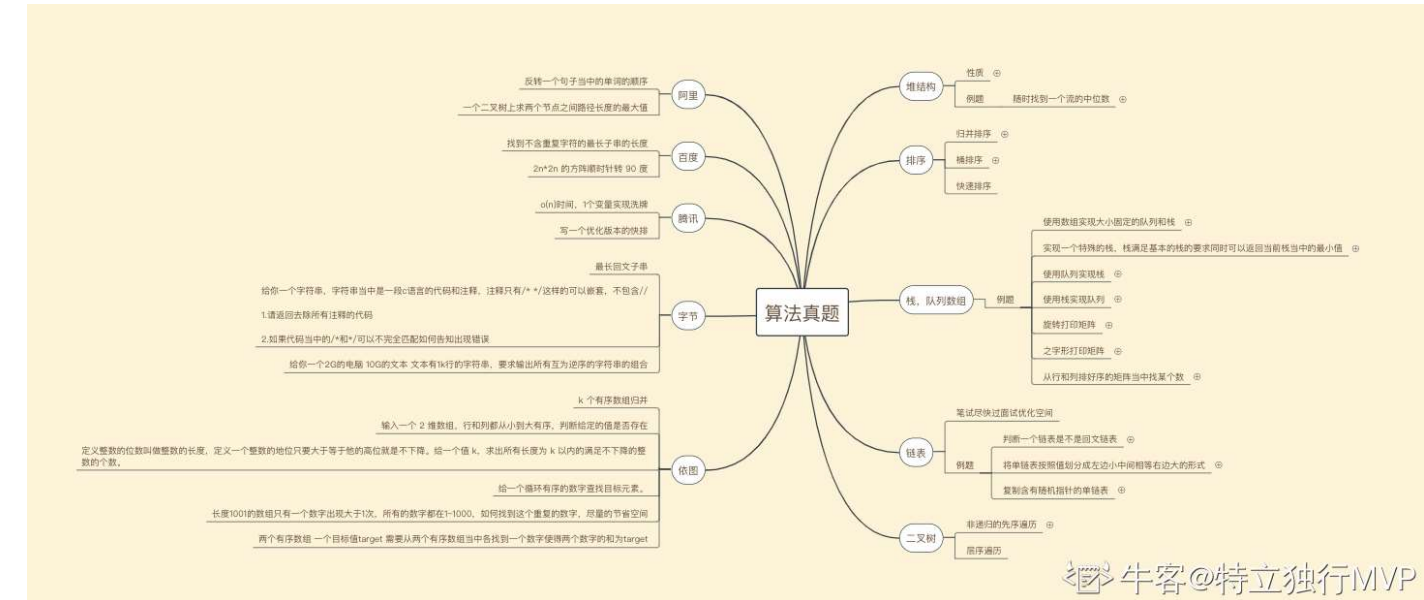 算法真题
阿里
反转一个句子当中的单词的顺序
一个二叉树上求两个节点之间路径长度的最大值
百度
找到不含重复字符的最长子串的长度
2n*2n 的方阵顺时针转 90 度
腾讯
o(n)时间，1个变量实现洗牌
写一个优化版本的快排
字节
最长回文子串
给你一个字符串，字符串当中是一段c语言的代码和注释，注释只有/* */这样的可以嵌套，不包含//
1.请返回去除所有注释的代码
2.如果代码当中的/*和*/可以不完全匹配如何告知出现错误
给你一个2G的电脑 10G的文本 文本有1k行的字符串，要求输出所有互为逆序的字符串的组合
依图
k 个有序数组归并
输入一个 2 维数组，行和列都从小到大有序，判断给定的值是否存在
定义整数的位数叫做整数的长度，定义一个整数的地位只要大于等于他的高位就是不下降。给一个值 k，求出所有长度为 k 以内的满足不下降的整
数的个数。
给一个循环有序的数字查找目标元素。
长度1001的数组只有一个数字出现大于1次，所有的数字都在1-1000，如何找到这个重复的数字，尽量的节省空间
两个有序数组 一个目标值target 需要从两个有序数组当中各找到一个数字使得两个数字的和为target
堆结构
性质
例题
随时找到一个流的中位数
排序
归并排序
桶排序
快速排序
栈，队列数组
例题
使用数组实现大小固定的队列和栈
实现一个特殊的栈，栈满足基本的栈的要求同时可以返回当前栈当中的最小值
使用队列实现栈
使用栈实现队列
旋转打印矩阵
之字形打印矩阵
从行和列排好序的矩阵当中找某个数
链表
笔试尽快过面试优化空间
例题
判断一个链表是不是回文链表
将单链表按照值划分成左边小中间相等右边大的形式
复制含有随机指针的单链表
二叉树
非递归的先序遍历
层序遍历
牛客@特立独行MVP